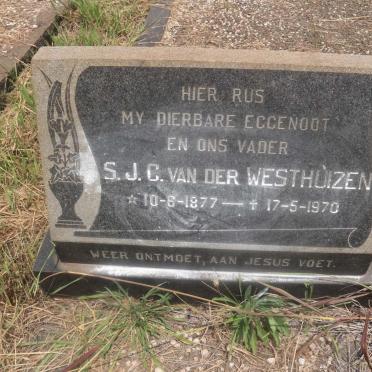 HIER RUS
MY DIERBARE EGGENOOT
EN ONS VADER
S.J.C. VAN DER WESTHUIZEN
* 10-8-1877 — ✝ 17-5-1970
WEER ONTMOET, AAN JESUS VOET.